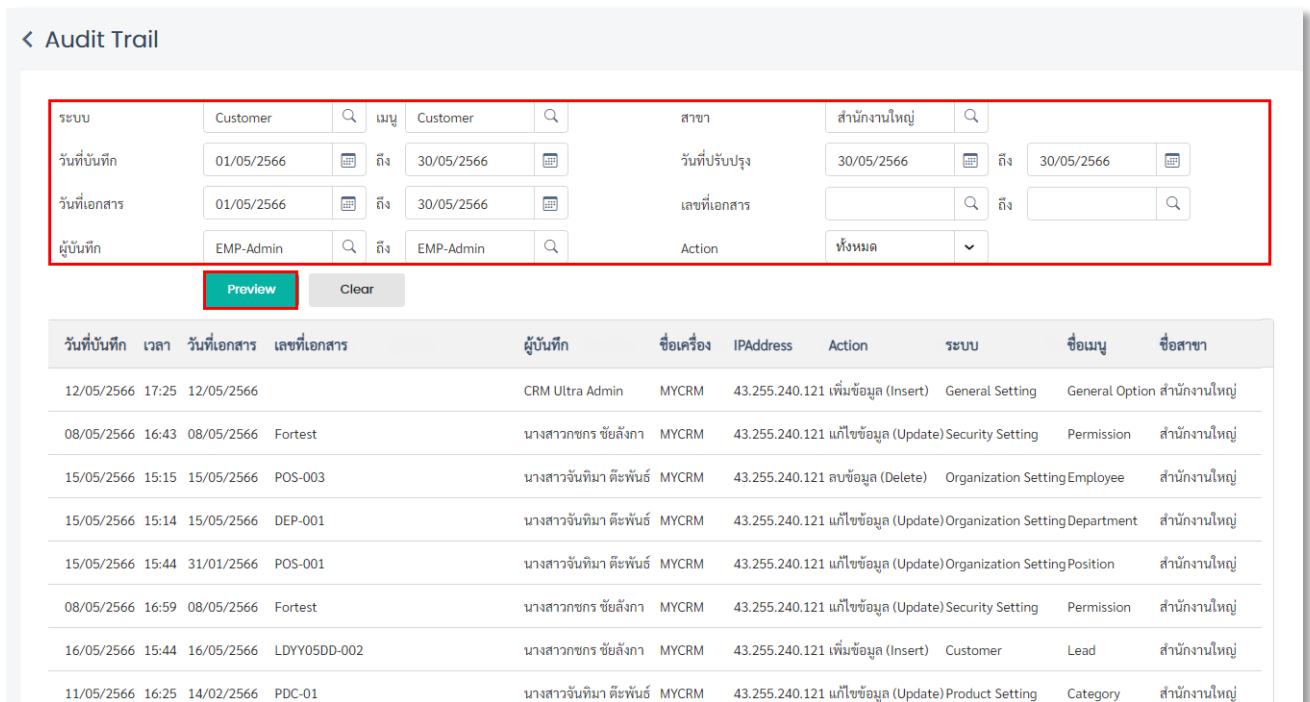 Audit Trail
ระบบ Customer เมนู Customer สาขา สำนักงานใหญ่
วันที่บันทึก 01/05/2566 ถึง 30/05/2566 วันที่ปรับปรุง 30/05/2566 ถึง 30/05/2566
วันที่เอกสาร 01/05/2566 ถึง 30/05/2566 เลขที่เอกสาร ถึง
ผู้บันทึก EMP-Admin ถึง EMP-Admin Action ทั้งหมด
Preview Clear
วันที่บันทึก เวลา วันที่เอกสาร เลขที่เอกสาร ผู้บันทึก ชื่อเครื่อง IPAddress Action ระบบ ชื่อเมนู ชื่อสาขา
12/05/2566 17:25 12/05/2566 CRM Ultra Admin MYCRM 43.255.240.121 เพิ่มข้อมูล (Insert) General Setting General Option สำนักงานใหญ่
08/05/2566 16:43 08/05/2566 Fortest นางสาวกชกร ชัยลังกา MYCRM 43.255.240.121 แก้ไขข้อมูล (Update) Security Setting Permission สำนักงานใหญ่
15/05/2566 15:15 15/05/2566 POS-003 นางสาวจันทิมา ต๊ะพันธ์ MYCRM 43.255.240.121 ลบข้อมูล (Delete) Organization Setting Employee สำนักงานใหญ่
15/05/2566 15:14 15/05/2566 DEP-001 นางสาวจันทิมา ต๊ะพันธ์ MYCRM 43.255.240.121 แก้ไขข้อมูล (Update) Organization Setting Department สำนักงานใหญ่
15/05/2566 15:44 31/01/2566 POS-001 นางสาวจันทิมา ต๊ะพันธ์ MYCRM 43.255.240.121 แก้ไขข้อมูล (Update) Organization Setting Position สำนักงานใหญ่
08/05/2566 16:59 08/05/2566 Fortest นางสาวกชกร ชัยลังกา MYCRM 43.255.240.121 แก้ไขข้อมูล (Update) Security Setting Permission สำนักงานใหญ่
16/05/2566 15:44 16/05/2566 LDYY05DD-002 นางสาวกชกร ชัยลังกา MYCRM 43.255.240.121 เพิ่มข้อมูล (Insert) Customer Lead สำนักงานใหญ่
11/05/2566 16:25 14/02/2566 PDC-01 นางสาวจันทิมา ต๊ะพันธ์ MYCRM 43.255.240.121 แก้ไขข้อมูล (Update) Product Setting Category สำนักงานใหญ่